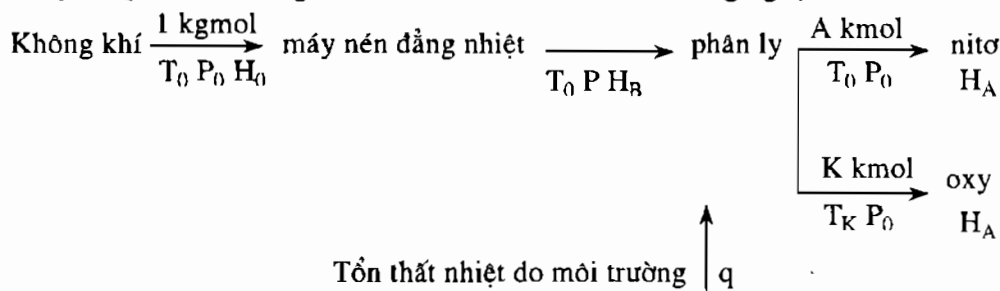 1 kgmol
Không khí máy nén đẳng nhiệt phân ly A kmol nitơ
T₀ P₀ H₀ T₀ P H_B T₀ P₀ H_A
K kmol oxy
T_K P₀ H_A
Tổn thất nhiệt do môi trường q